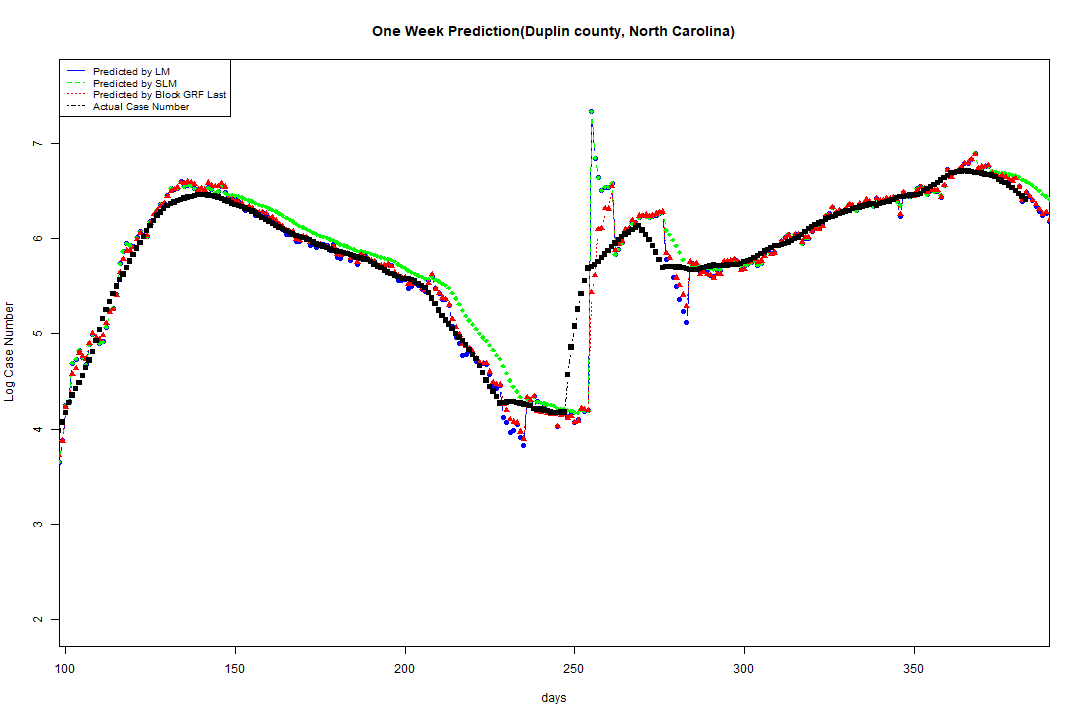 One Week Prediction(Duplin county, North Carolina)
Predicted by LM
Predicted by SLM
Predicted by Block GRF Last
Actual Case Number
7
6
5
4
3
2
Log Case Number
100 150 200 250 300 350
days